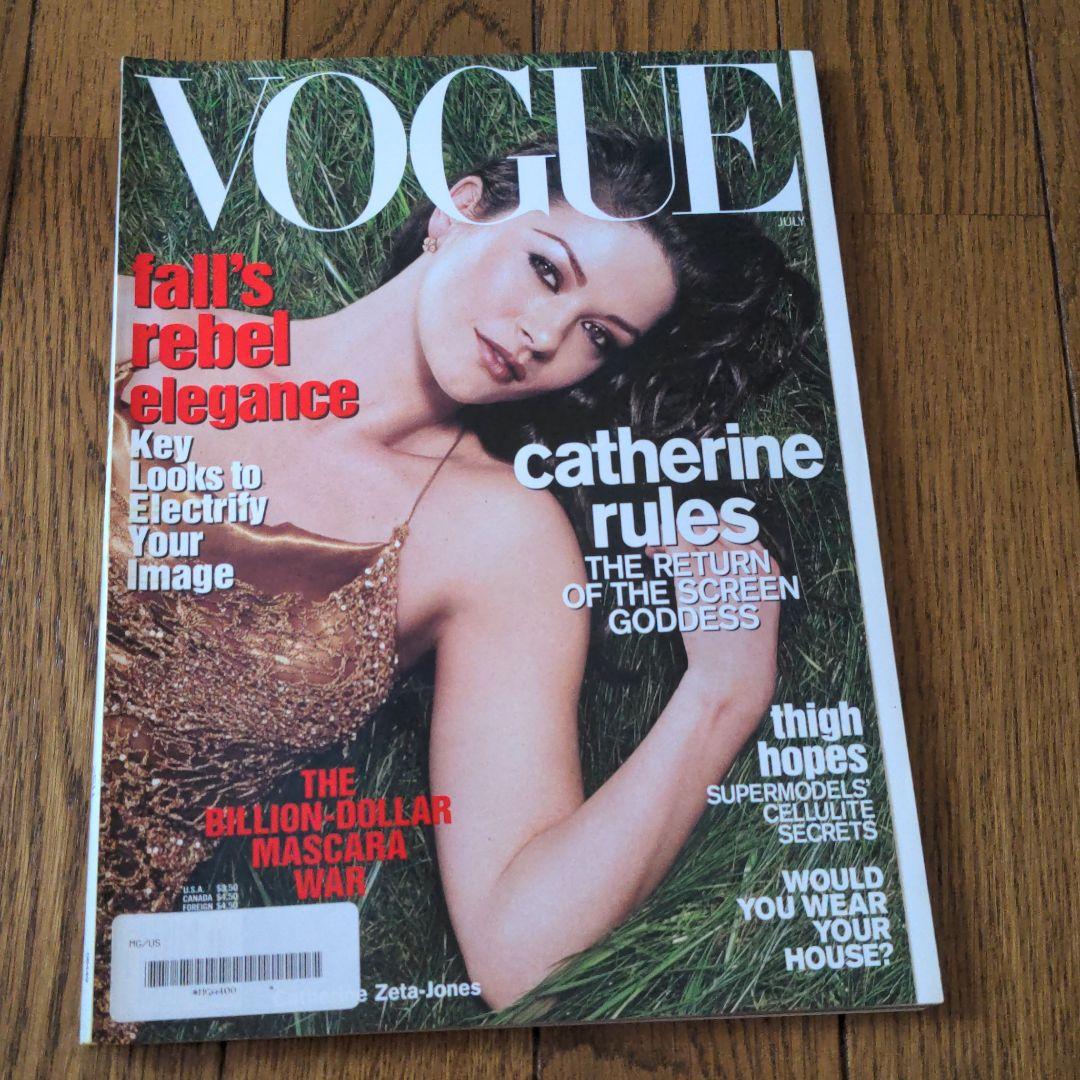 VOGUE
JULY
fall's
rebel
elegance
Key
Looks to
Electrify
Your
Image
catherine
rules
THE RETURN
OF THE SCREEN
GODDESS
thigh
hopes
SUPERMODELS'
CELLULITE
SECRETS
THE
BILLION-DOLLAR
MASCARA
WAR
WOULD
YOU WEAR
YOUR
HOUSE?
U.S.A. $3.50
CANADA $4.50
FOREIGN $4.50
MG/US
Zeta-Jones